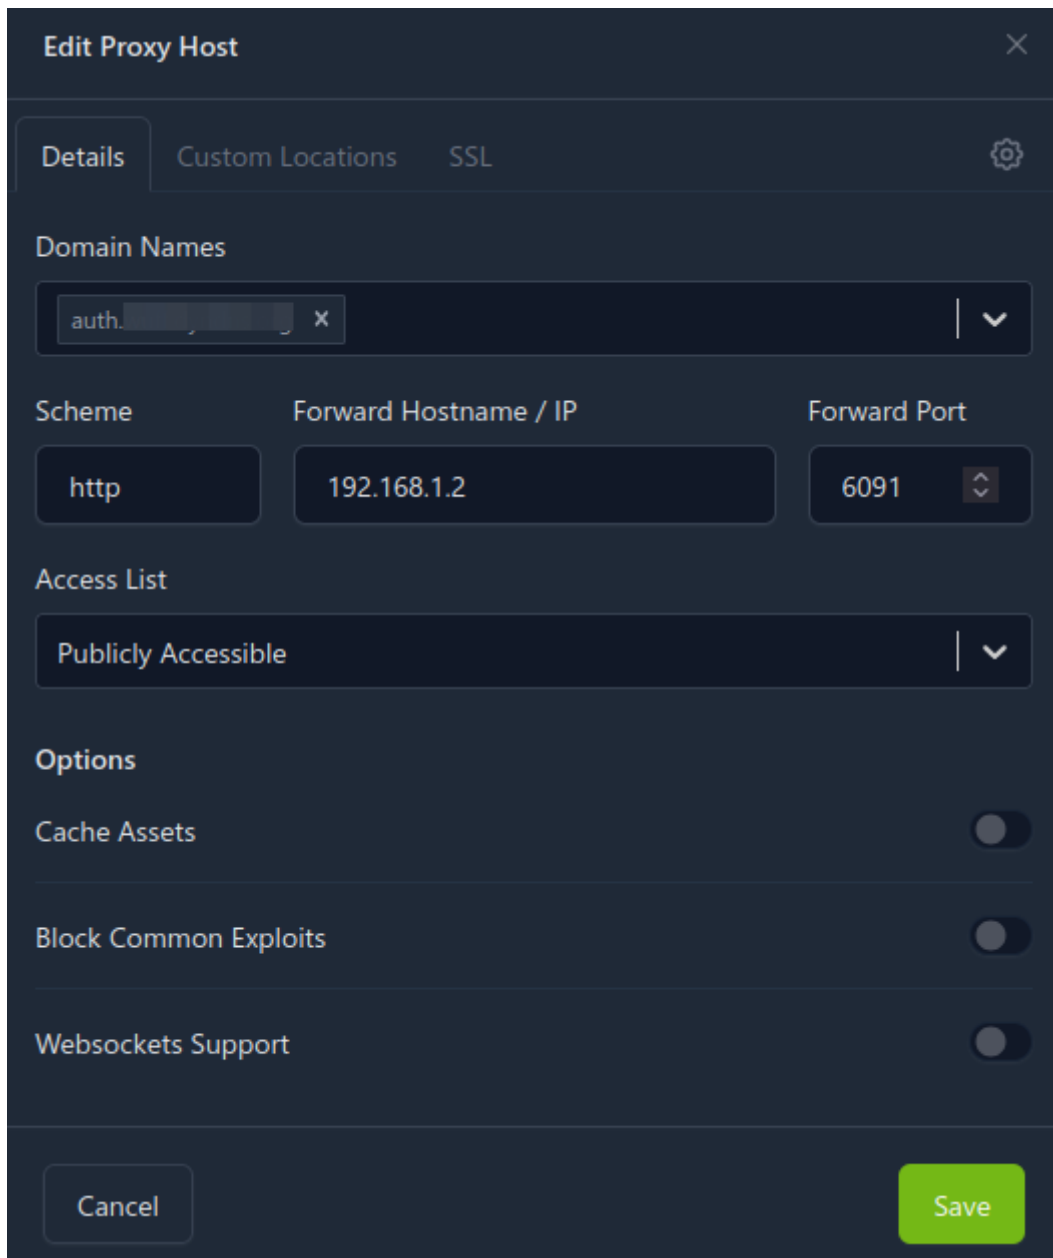 Edit Proxy Host
Details Custom Locations SSL
Domain Names
auth.
Scheme Forward Hostname / IP Forward Port
http 192.168.1.2 6091
Access List
Publicly Accessible
Options
Cache Assets
Block Common Exploits
Websockets Support
Cancel Save